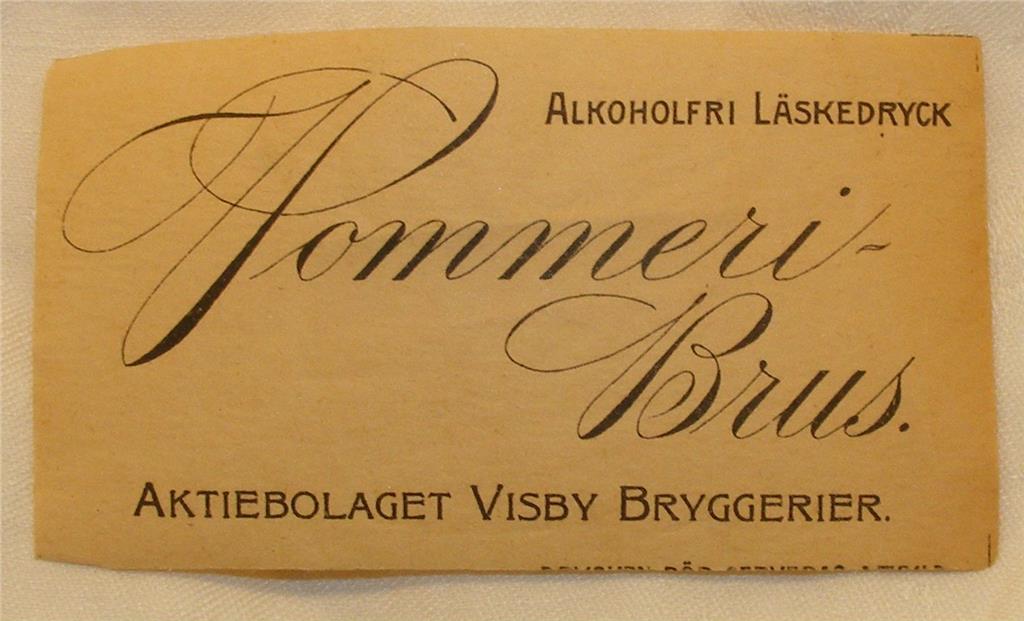 ALKOHOLFRI LÄSKEDRYCK
Pommeri-
Brus.
AKTIEBOLAGET VISBY BRYGGERIER.